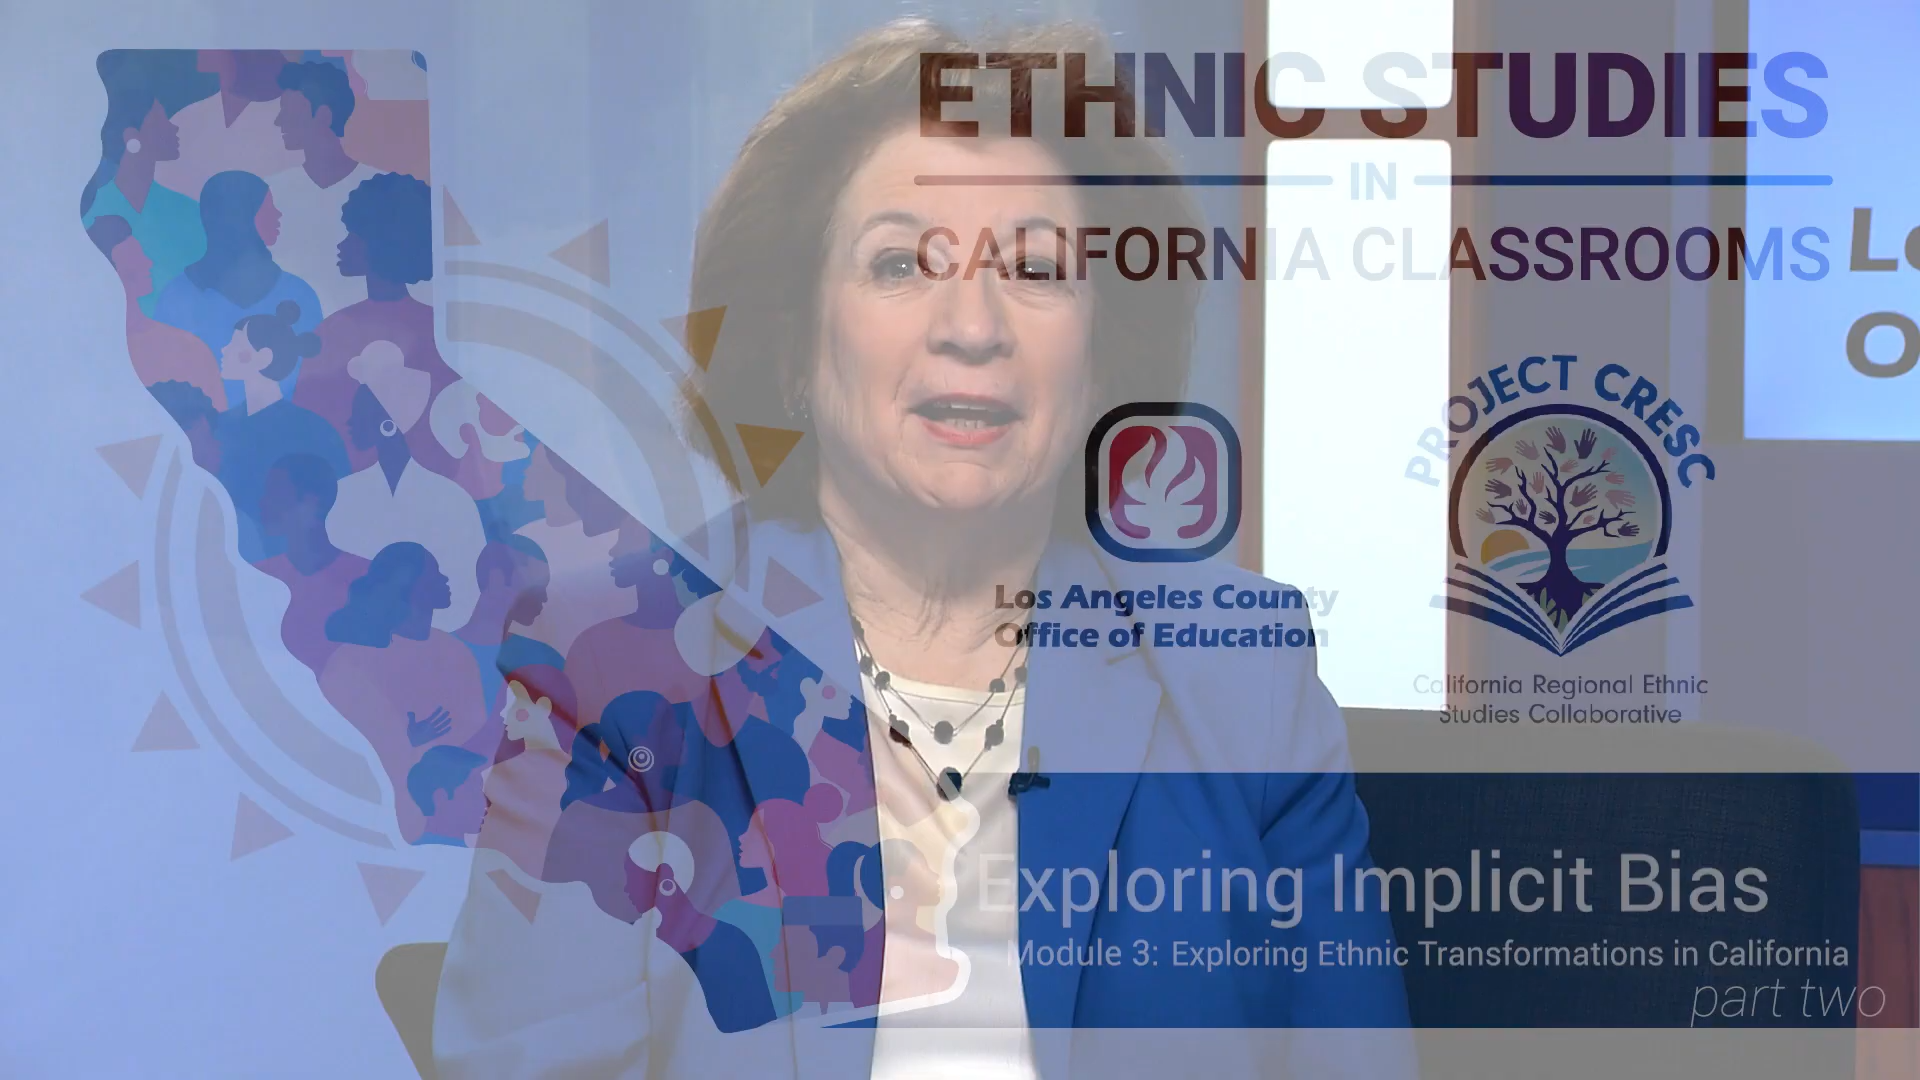 ETHNIC STUDIES
IN
CALIFORNIA CLASSROOMS
PROJECT CRESC
Los Angeles County
Office of Education
California Regional Ethnic
Studies Collaborative
Exploring Implicit Bias
Module 3: Exploring Ethnic Transformations in California
part two